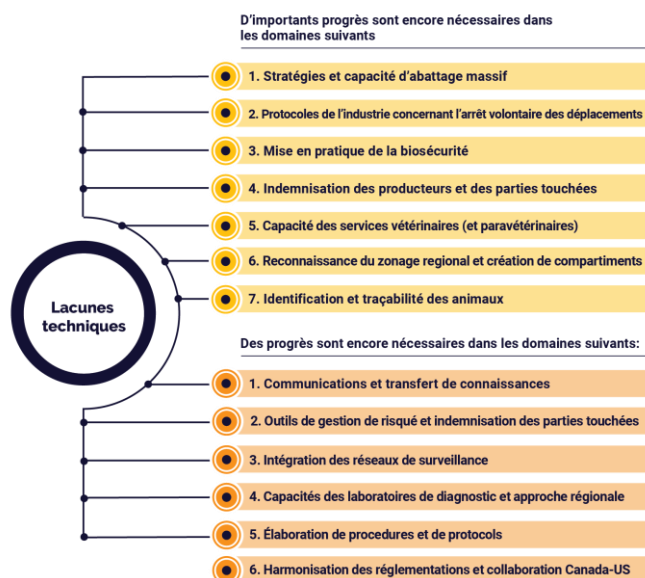 D'importants progrès sont encore nécessaires dans
les domaines suivants
1. Stratégies et capacité d'abattage massif
2. Protocoles de l'industrie concernant l'arrêt volontaire des déplacements
3. Mise en pratique de la biosécurité
4. Indemnisation des producteurs et des parties touchées
5. Capacité des services vétérinaires (et paravétérinaires)
6. Reconnaissance du zonage regional et création de compartiments
7. Identification et traçabilité des animaux
Lacunes
techniques
Des progrès sont encore nécessaires dans les domaines suivants:
1. Communications et transfert de connaissances
2. Outils de gestion de risqué et indemnisation des parties touchées
3. Intégration des réseaux de surveillance
4. Capacités des laboratoires de diagnostic et approche régionale
5. Élaboration de procedures et de protocols
6. Harmonisation des réglementations et collaboration Canada-US